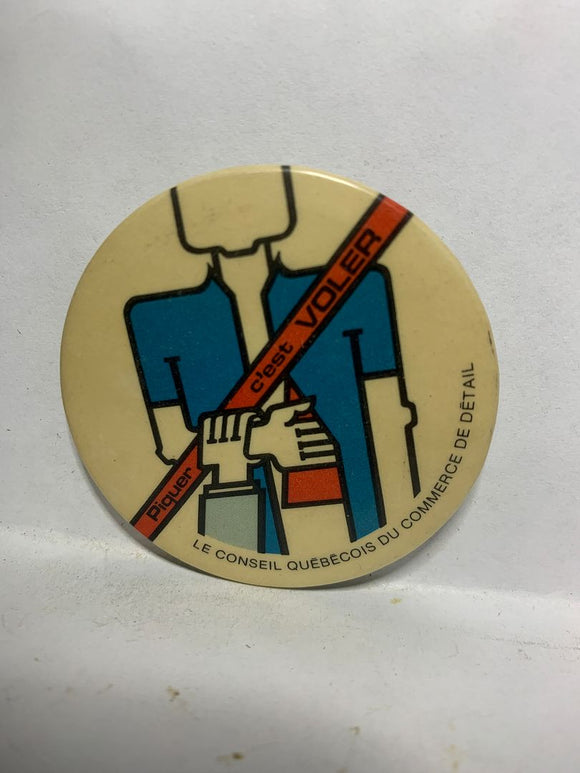 Piquer c'est VOLER
LE CONSEIL QUÉBÉCOIS DU COMMERCE DE DÉTAIL